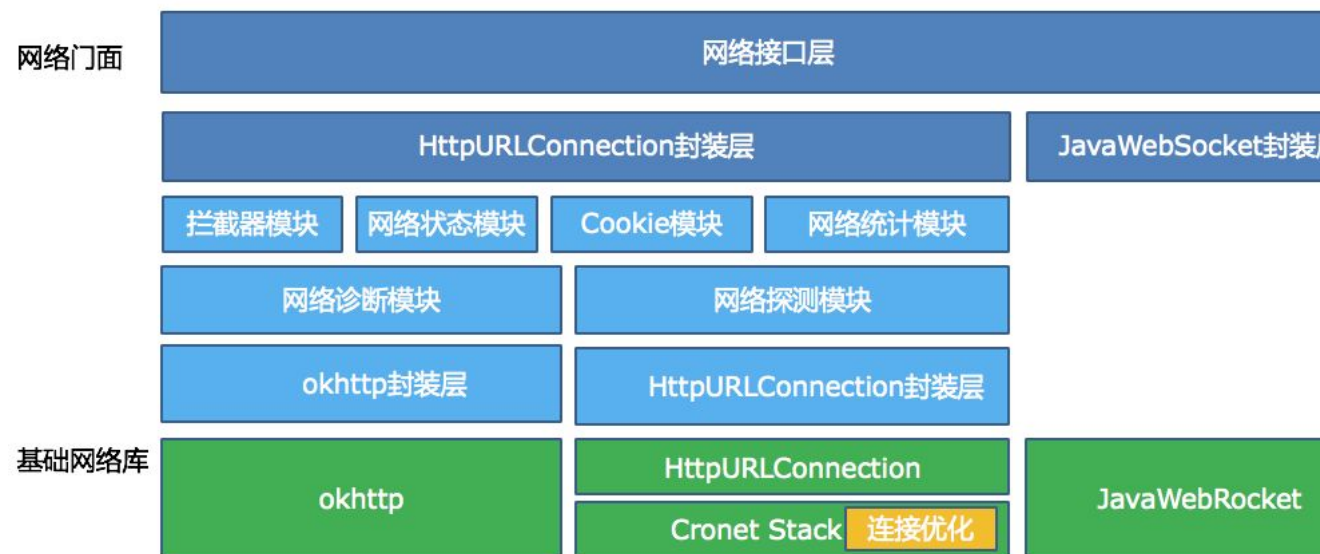 网络门面
网络接口层
HttpURLConnection封装层
JavaWebSocket封装
拦截器模块
网络状态模块
Cookie模块
网络统计模块
网络诊断模块
网络探测模块
okhttp封装层
HttpURLConnection封装层
基础网络库
okhttp
HttpURLConnection
JavaWebRocket
Cronet Stack
连接优化